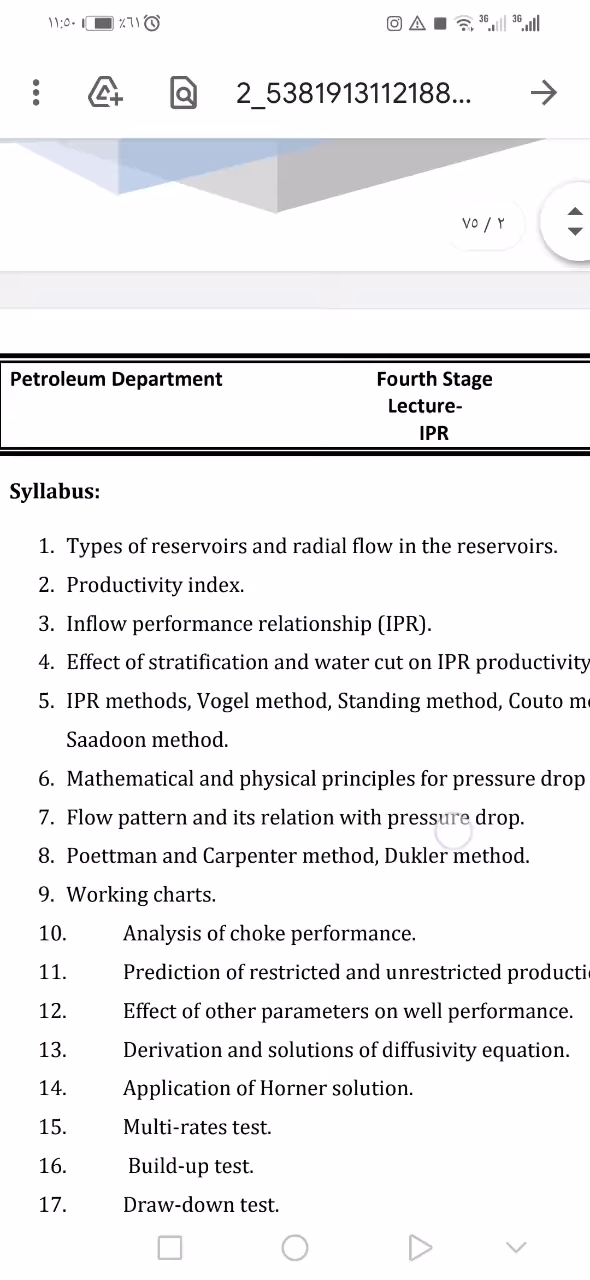 ١١:٥٠ ٪٦١ 3G 3G
2_5381913112188...
٧٥ / ٢
Petroleum Department Fourth Stage
Lecture-
IPR
Syllabus:
1. Types of reservoirs and radial flow in the reservoirs.
2. Productivity index.
3. Inflow performance relationship (IPR).
4. Effect of stratification and water cut on IPR productivity
5. IPR methods, Vogel method, Standing method, Couto me
Saadoon method.
6. Mathematical and physical principles for pressure drop
7. Flow pattern and its relation with pressure drop.
8. Poettman and Carpenter method, Dukler method.
9. Working charts.
10. Analysis of choke performance.
11. Prediction of restricted and unrestricted producti
12. Effect of other parameters on well performance.
13. Derivation and solutions of diffusivity equation.
14. Application of Horner solution.
15. Multi-rates test.
16. Build-up test.
17. Draw-down test.